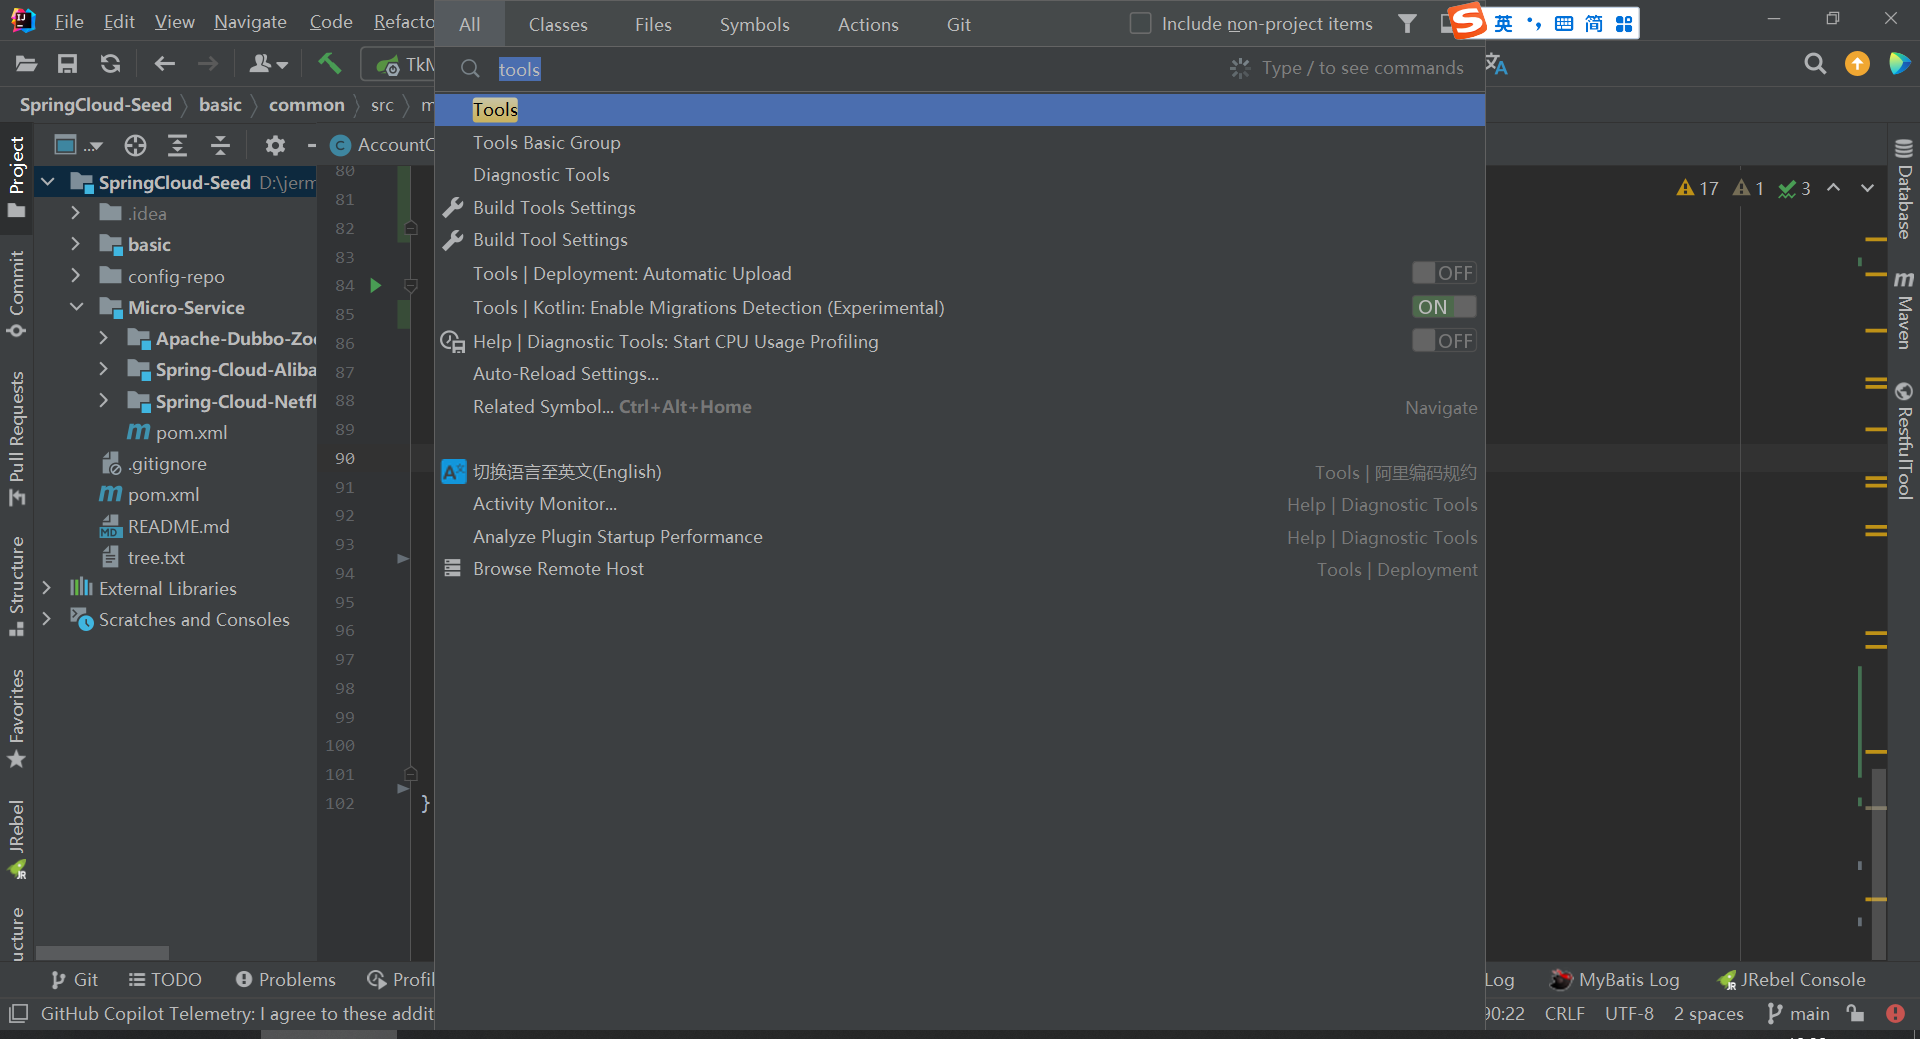 File Edit View Navigate Code Refacto
All Classes Files Symbols Actions Git Include non-project items
英 简
TkM
tools Type / to see commands
SpringCloud-Seed basic common src m
Tools
Tools Basic Group
Diagnostic Tools
Build Tools Settings
Build Tool Settings
Tools | Deployment: Automatic Upload OFF
Tools | Kotlin: Enable Migrations Detection (Experimental) ON
Help | Diagnostic Tools: Start CPU Usage Profiling OFF
Auto-Reload Settings...
Related Symbol... Ctrl+Alt+Home Navigate
切换语言至英文(English) Tools | 阿里编码规约
Activity Monitor... Help | Diagnostic Tools
Analyze Plugin Startup Performance Help | Diagnostic Tools
Browse Remote Host Tools | Deployment
Project
Commit
Pull Requests
Structure
Favorites
JRebel
ucture
... AccountC
SpringCloud-Seed D:\jerm
.idea
basic
config-repo
Micro-Service
Apache-Dubbo-Zoo
Spring-Cloud-Aliba
Spring-Cloud-Netfl
pom.xml
.gitignore
pom.xml
README.md
tree.txt
External Libraries
Scratches and Consoles
80
81
82
83
84
85
86
87
88
89
90
91
92
93
94
95
96
97
98
99
100
101
102 }
17 1 3
Database
Maven
RestfulTool
Git TODO Problems Profil
Log MyBatis Log JRebel Console
GitHub Copilot Telemetry: I agree to these addit
90:22 CRLF UTF-8 2 spaces main